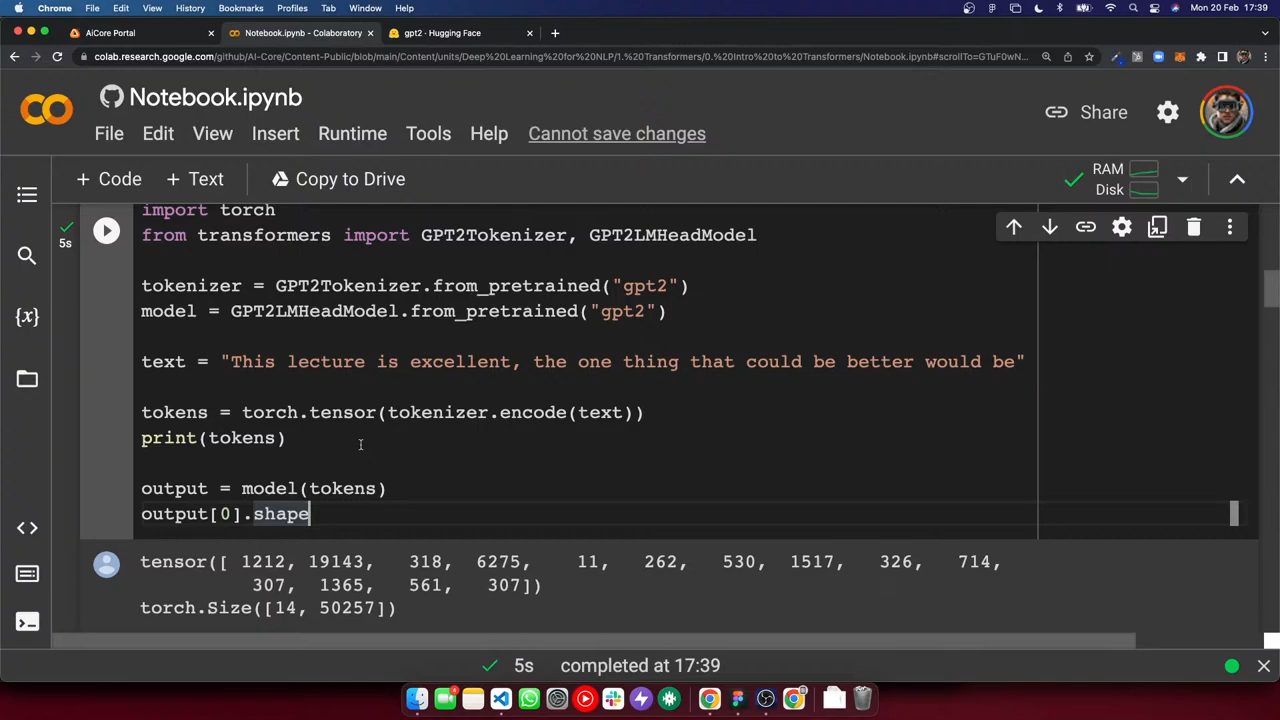 Chrome File Edit View History Bookmarks Profiles Tab Window Help Mon 20 Feb 17:39
AiCore Portal Notebook.ipynb - Colaboratory gpt2 · Hugging Face
colab.research.google.com/github/AI-Core/Content-Public/blob/main/Content/units/Deep%20Learning%20for%20NLP/1.%20Transformers/0.%20Intro%20to%20Transformers/Notebook.ipynb#scrollTo=GTuF0wN...
Notebook.ipynb
Share
File Edit View Insert Runtime Tools Help Cannot save changes
+ Code + Text Copy to Drive
RAM
Disk
5s
import torch
from transformers import GPT2Tokenizer, GPT2LMHeadModel
tokenizer = GPT2Tokenizer.from_pretrained("gpt2")
model = GPT2LMHeadModel.from_pretrained("gpt2")
text = "This lecture is excellent, the one thing that could be better would be"
tokens = torch.tensor(tokenizer.encode(text))
print(tokens)
output = model(tokens)
output[0].shape
tensor([ 1212, 19143, 318, 6275, 11, 262, 530, 1517, 326, 714,
307, 1365, 561, 307])
torch.Size([14, 50257])
5s completed at 17:39